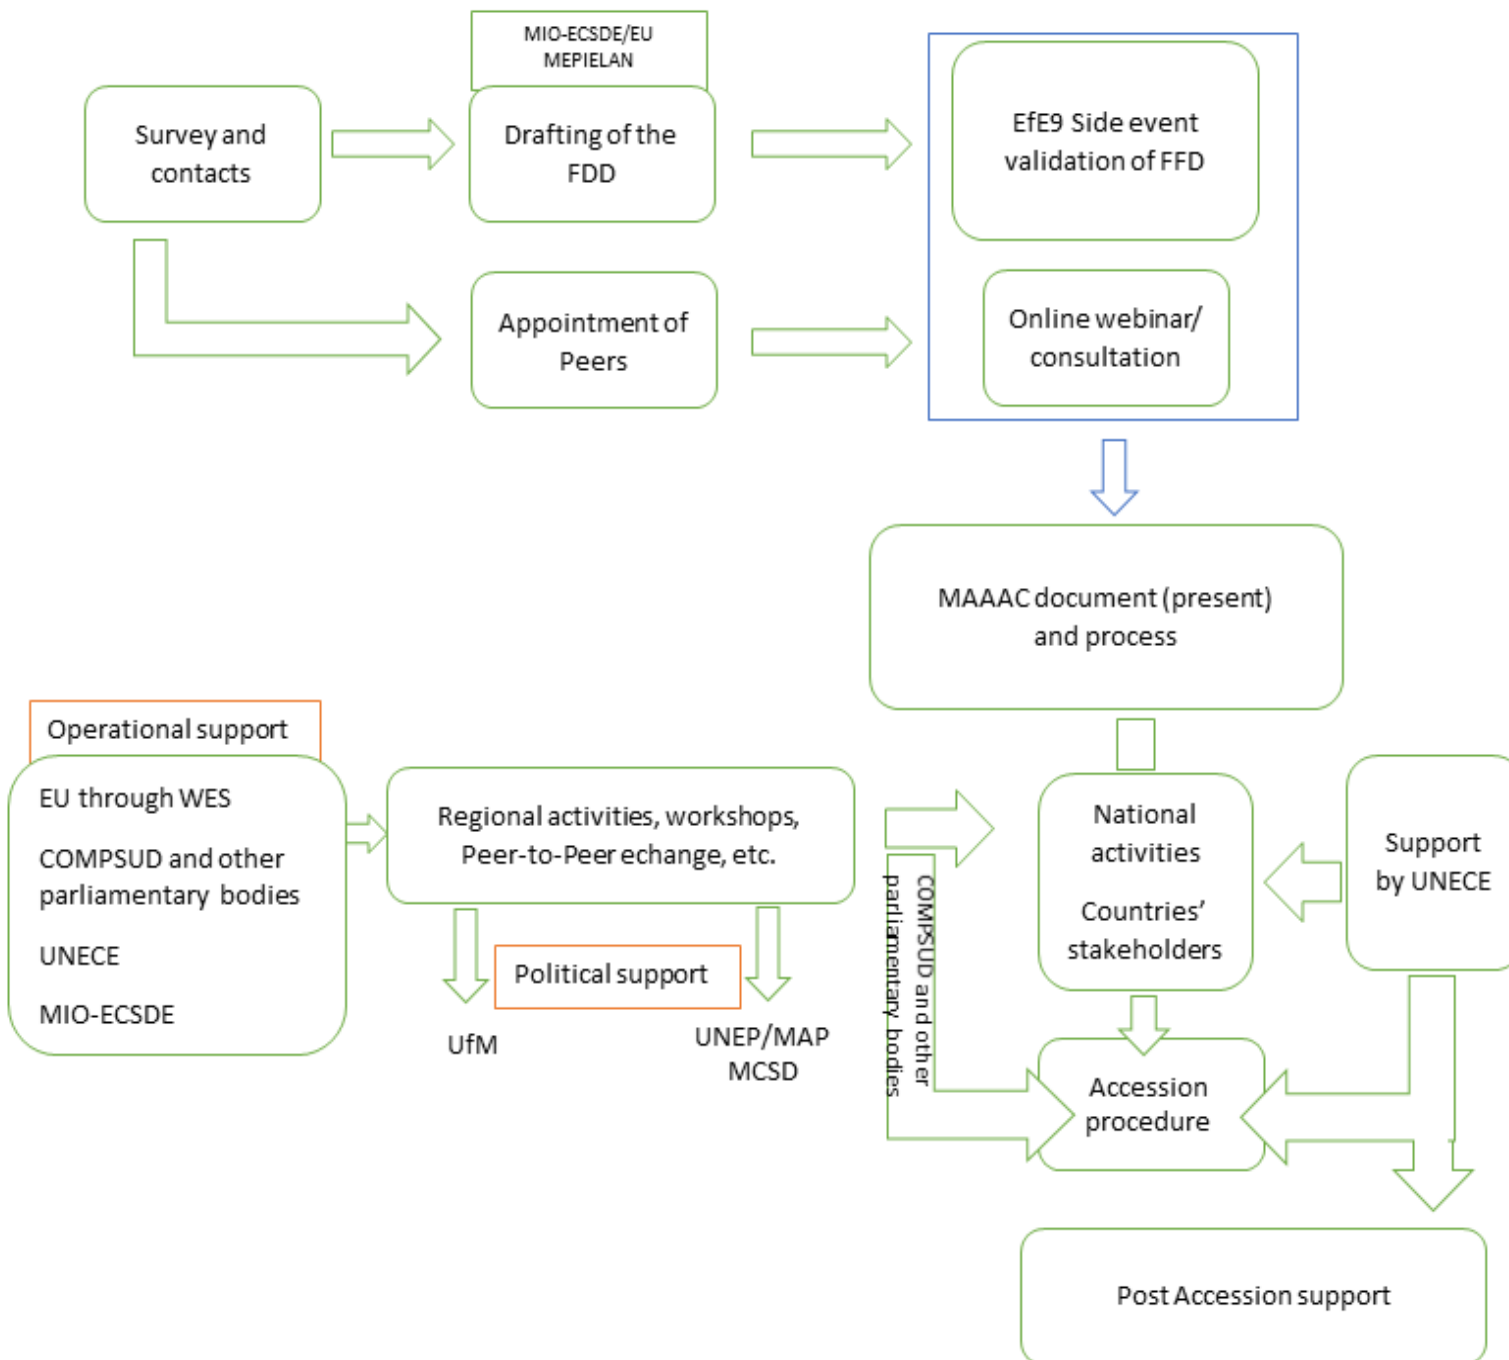 MIO-ECSDE/EU
MEPIELAN
Survey and
contacts
Drafting of the
FDD
EfE9 Side event
validation of FFD
Appointment of
Peers
Online webinar/
consultation
MAAAC document (present)
and process
Operational support
EU through WES
COMPSUD and other
parliamentary bodies
UNECE
MIO-ECSDE
Regional activities, workshops,
Peer-to-Peer echange, etc.
Political support
UfM
UNEP/MAP
MCSD
COMPSUD and other
parliamentary bodies
National
activities
Countries’
stakeholders
Support
by UNECE
Accession
procedure
Post Accession support